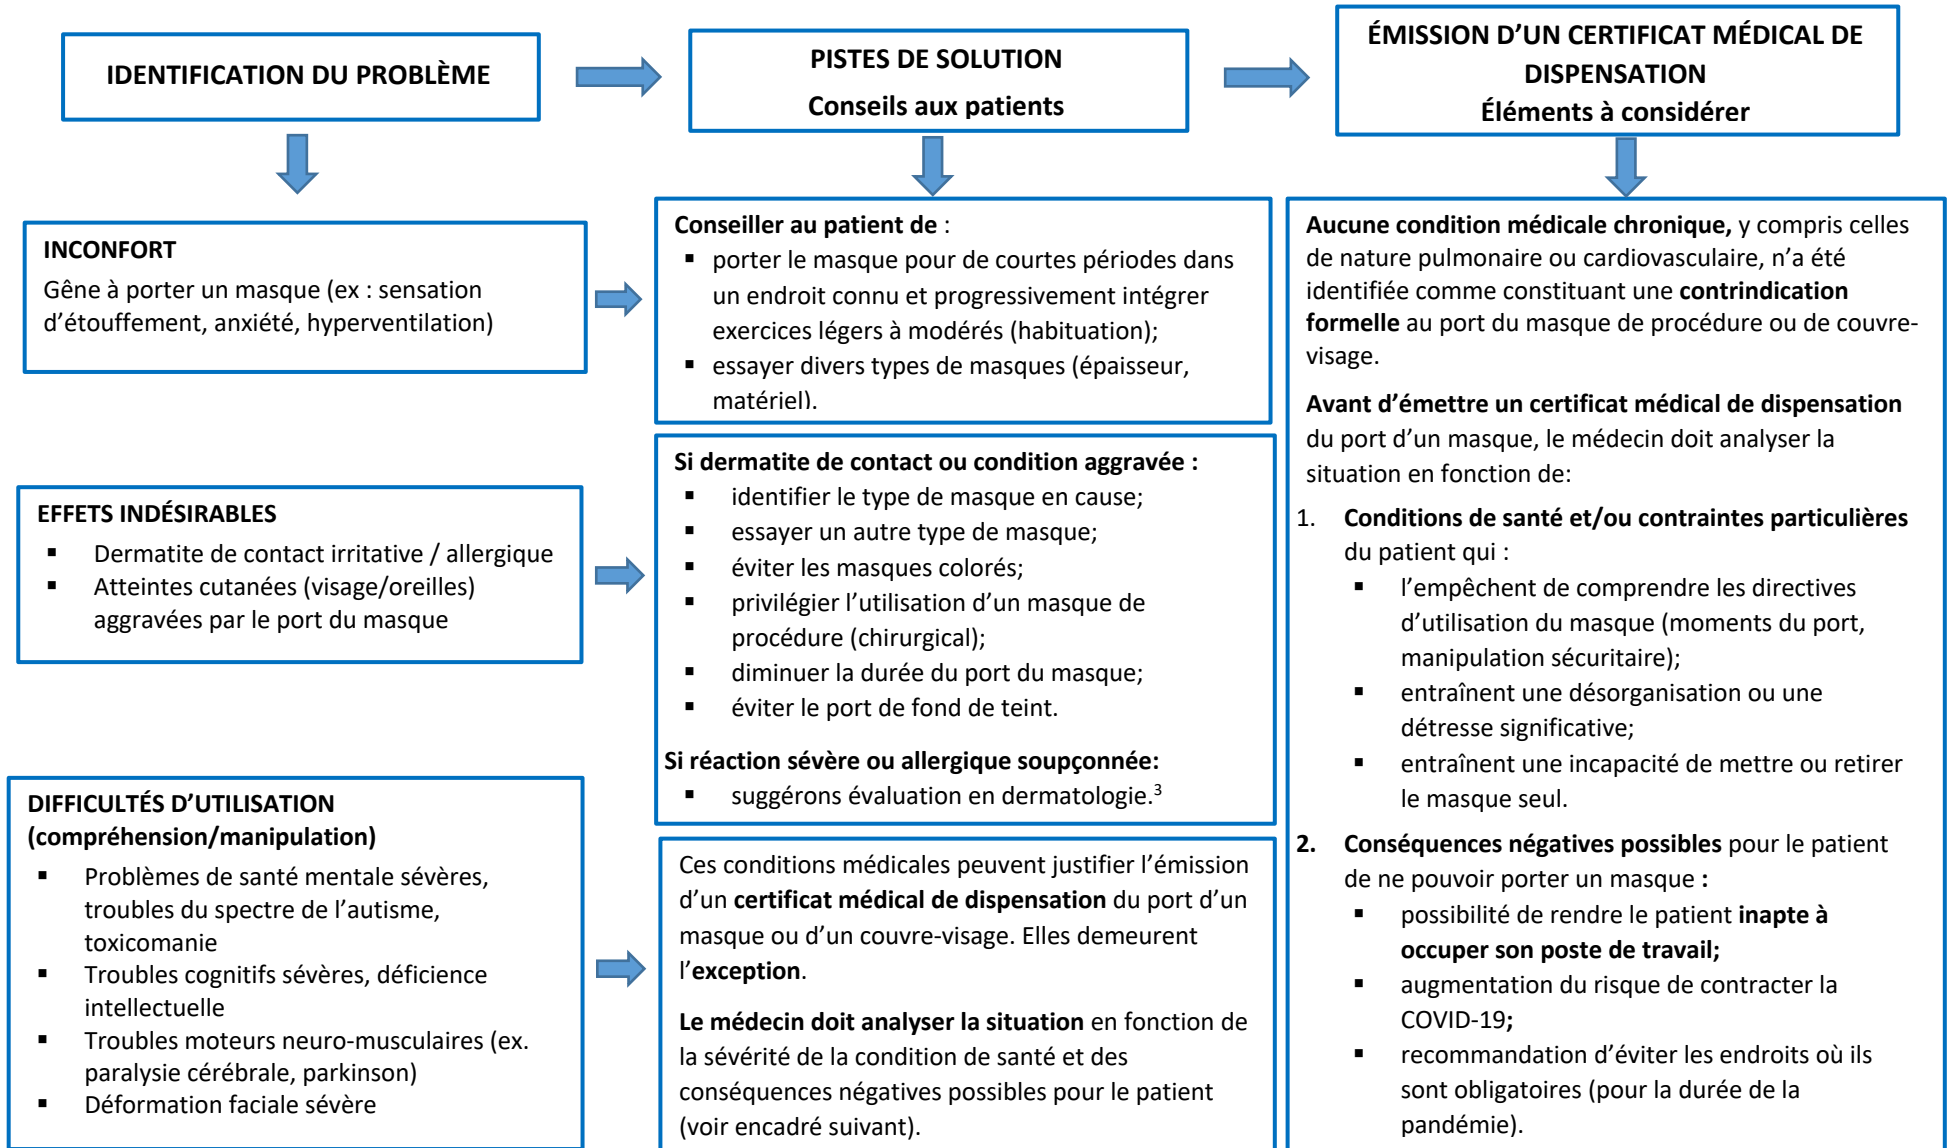 IDENTIFICATION DU PROBLÈME
PISTES DE SOLUTION
Conseils aux patients
ÉMISSION D'UN CERTIFICAT MÉDICAL DE
DISPENSATION
Éléments à considérer
INCONFORT
Gêne à porter un masque (ex : sensation
d'étouffement, anxiété, hyperventilation)
Conseiller au patient de :
▪ porter le masque pour de courtes périodes dans
un endroit connu et progressivement intégrer
exercices légers à modérés (habituation);
▪ essayer divers types de masques (épaisseur,
matériel).
EFFETS INDÉSIRABLES
▪ Dermatite de contact irritative / allergique
▪ Atteintes cutanées (visage/oreilles)
aggravées par le port du masque
Si dermatite de contact ou condition aggravée :
▪ identifier le type de masque en cause;
▪ essayer un autre type de masque;
▪ éviter les masques colorés;
▪ privilégier l'utilisation d'un masque de
procédure (chirurgical);
▪ diminuer la durée du port du masque;
▪ éviter le port de fond de teint.
Si réaction sévère ou allergique soupçonnée:
▪ suggérons évaluation en dermatologie.³
DIFFICULTÉS D'UTILISATION
(compréhension/manipulation)
▪ Problèmes de santé mentale sévères,
troubles du spectre de l'autisme,
toxicomanie
▪ Troubles cognitifs sévères, déficience
intellectuelle
▪ Troubles moteurs neuro-musculaires (ex.
paralysie cérébrale, parkinson)
▪ Déformation faciale sévère
Ces conditions médicales peuvent justifier l'émission
d'un certificat médical de dispensation du port d'un
masque ou d'un couvre-visage. Elles demeurent
l'exception.
Le médecin doit analyser la situation en fonction de
la sévérité de la condition de santé et des
conséquences négatives possibles pour le patient
(voir encadré suivant).
Aucune condition médicale chronique, y compris celles
de nature pulmonaire ou cardiovasculaire, n'a été
identifiée comme constituant une contrindication
formelle au port du masque de procédure ou de couvre-
visage.
Avant d'émettre un certificat médical de dispensation
du port d'un masque, le médecin doit analyser la
situation en fonction de:
1. Conditions de santé et/ou contraintes particulières
du patient qui :
▪ l'empêchent de comprendre les directives
d'utilisation du masque (moments du port,
manipulation sécuritaire);
▪ entraînent une désorganisation ou une
détresse significative;
▪ entraînent une incapacité de mettre ou retirer
le masque seul.
2. Conséquences négatives possibles pour le patient
de ne pouvoir porter un masque :
▪ possibilité de rendre le patient inapte à
occuper son poste de travail;
▪ augmentation du risque de contracter la
COVID-19;
▪ recommandation d'éviter les endroits où ils
sont obligatoires (pour la durée de la
pandémie).